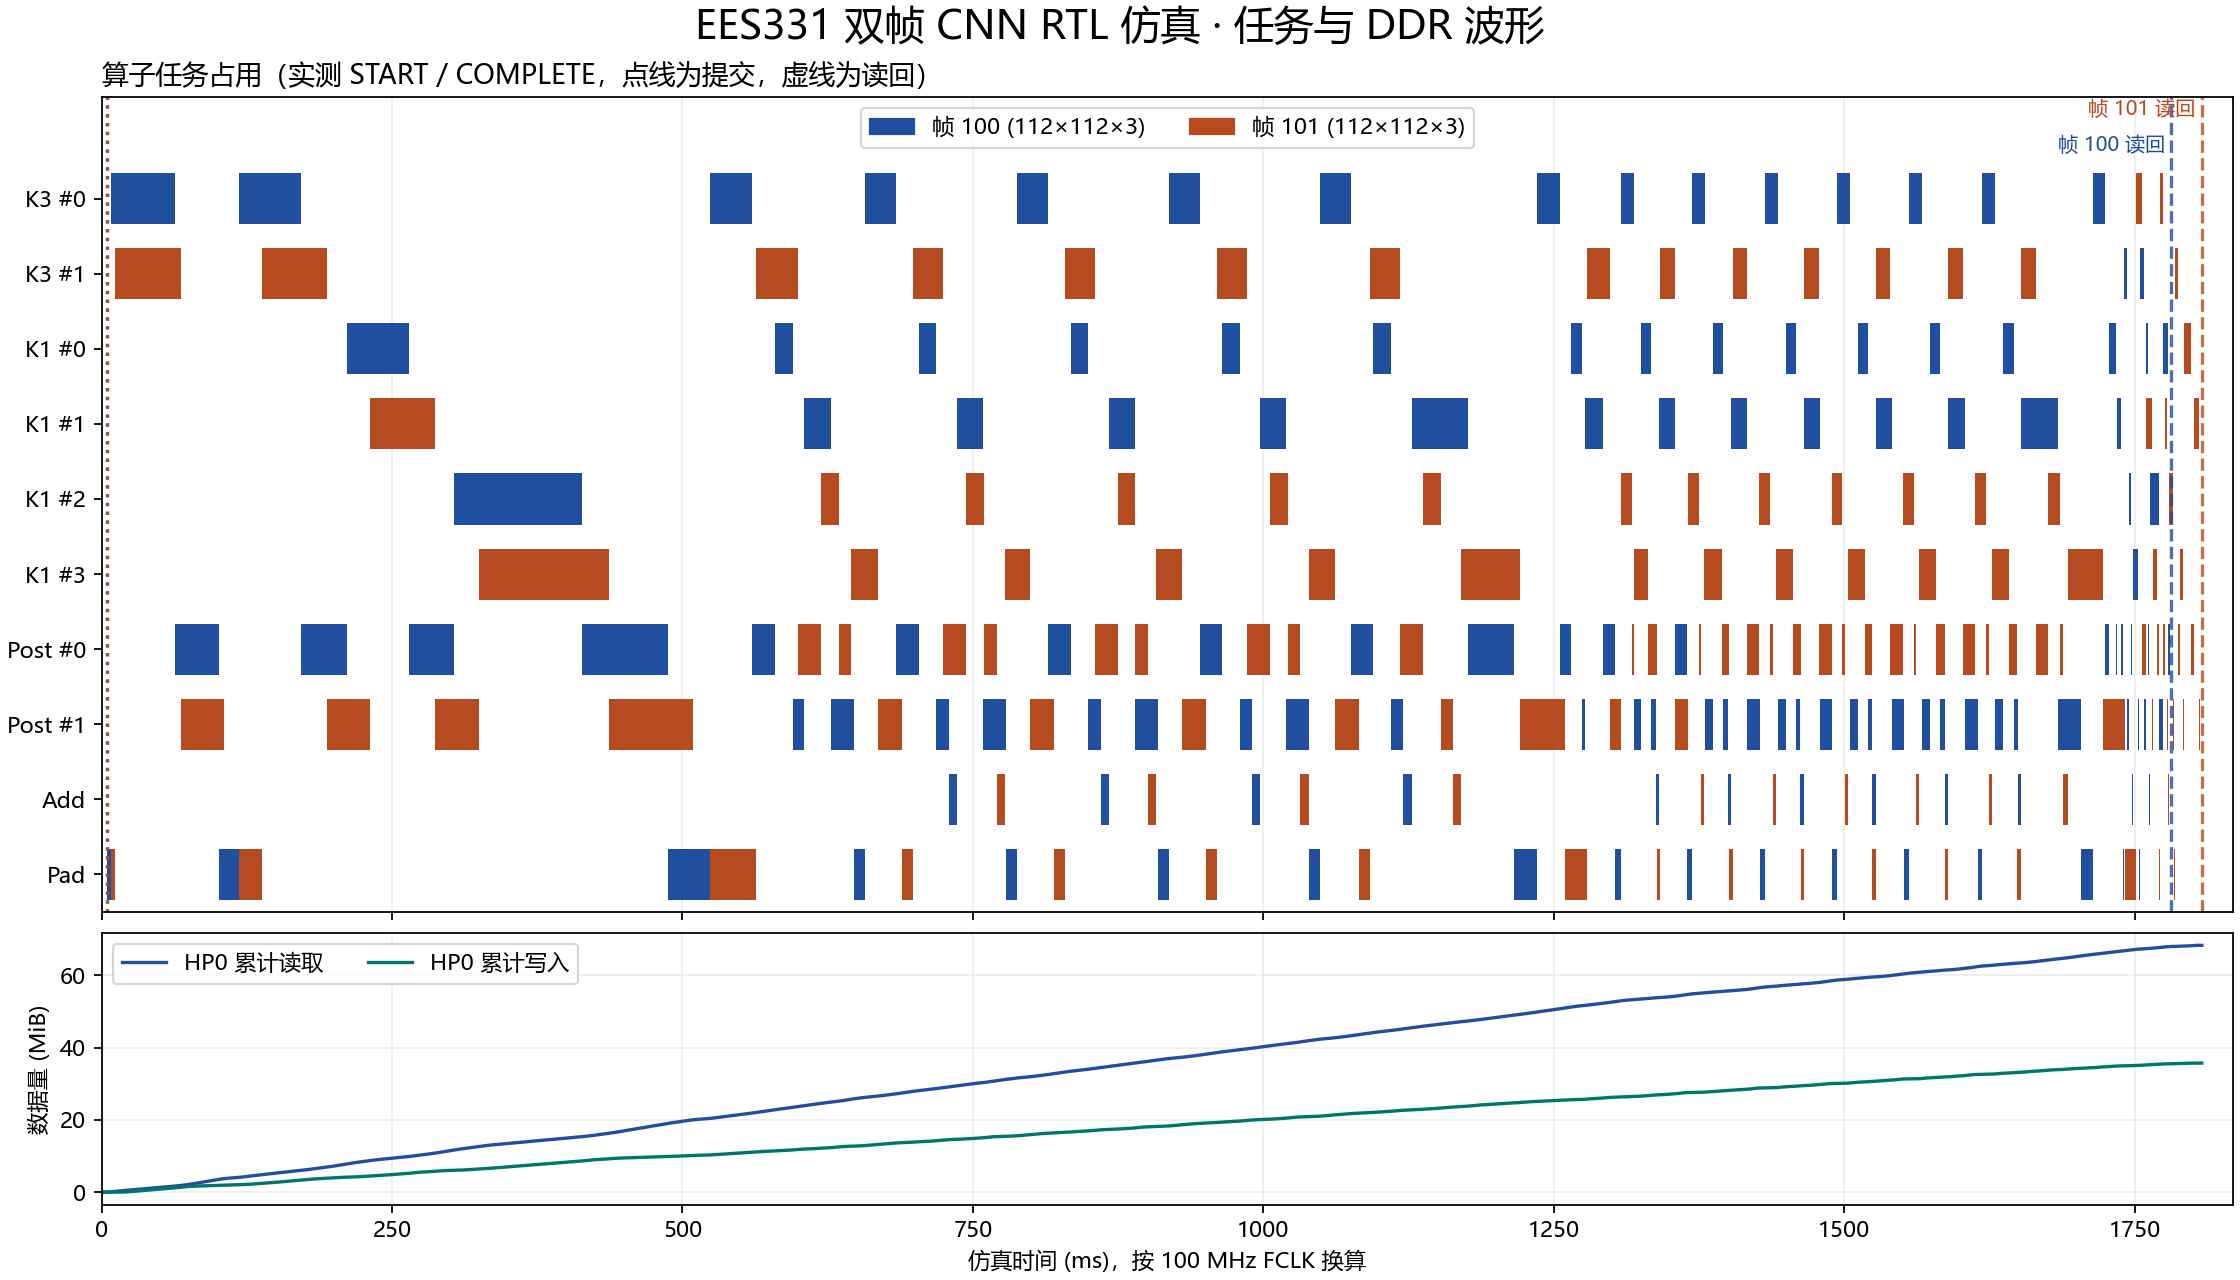 EES331 双帧 CNN RTL 仿真 · 任务与 DDR 波形
算子任务占用（实测 START / COMPLETE，点线为提交，虚线为读回）
帧 100 (112×112×3) 帧 101 (112×112×3)
帧 101 读回
帧 100 读回
K3 #0
K3 #1
K1 #0
K1 #1
K1 #2
K1 #3
Post #0
Post #1
Add
Pad
HP0 累计读取 HP0 累计写入
数据量 (MiB)
60
40
20
0
0 250 500 750 1000 1250 1500 1750
仿真时间 (ms)，按 100 MHz FCLK 换算